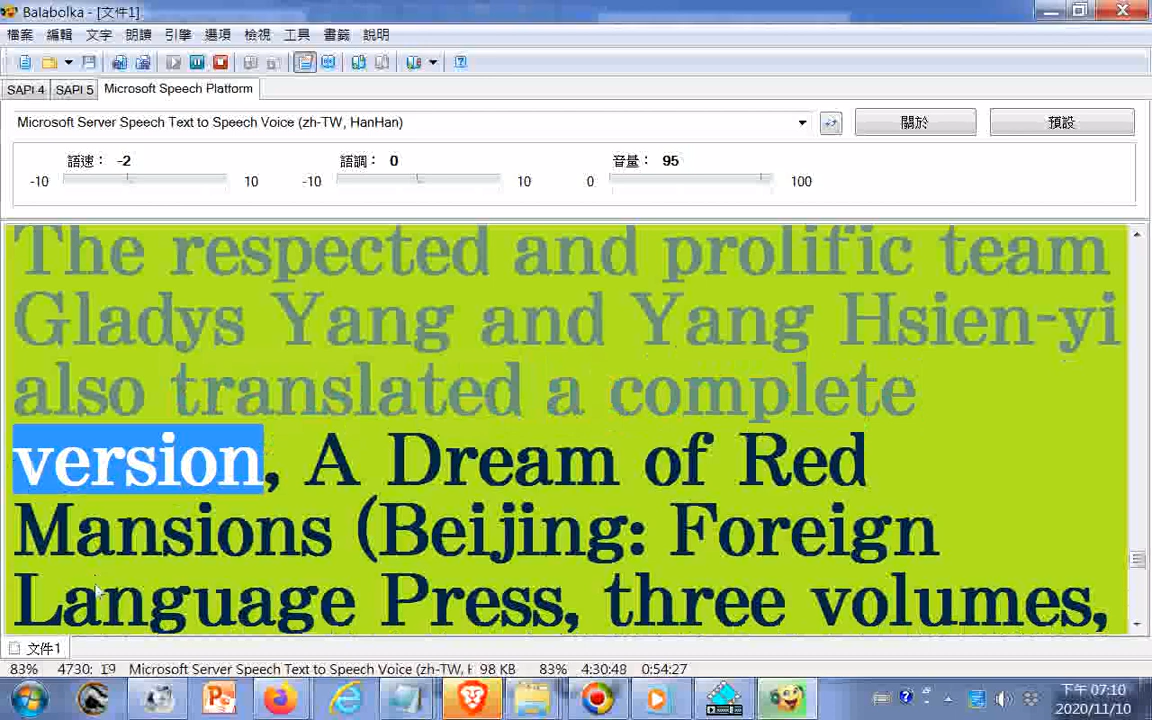 Balabolka - [文件1]
檔案 編輯 文字 朗讀 引擎 選項 檢視 工具 書籤 說明
SAPI 4 SAPI 5 Microsoft Speech Platform
Microsoft Server Speech Text to Speech Voice (zh-TW, HanHan) 關於 預設
語速： -2 語調： 0 音量： 95
-10 10 -10 10 0 100
The respected and prolific team
Gladys Yang and Yang Hsien-yi
also translated a complete
version, A Dream of Red
Mansions (Beijing: Foreign
Language Press, three volumes,
文件1
83% 4730: 19 Microsoft Server Speech Text to Speech Voice (zh-TW, 98 KB 83% 4:30:48 0:54:27
下午 07:10
2020/11/10